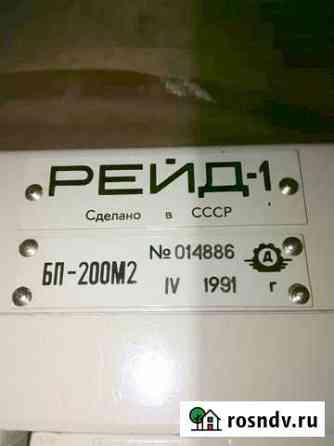 РЕЙД-1
Сделано в СССР
БП-200М2 № 014886 Д
IV 1991 г
rosndv.ru